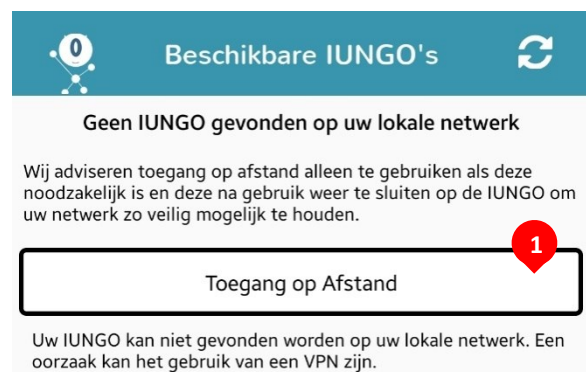 Beschikbare IUNGO's
Geen IUNGO gevonden op uw lokale netwerk
Wij adviseren toegang op afstand alleen te gebruiken als deze
noodzakelijk is en deze na gebruik weer te sluiten op de IUNGO om
uw netwerk zo veilig mogelijk te houden.
1
Toegang op Afstand
Uw IUNGO kan niet gevonden worden op uw lokale netwerk. Een
oorzaak kan het gebruik van een VPN zijn.